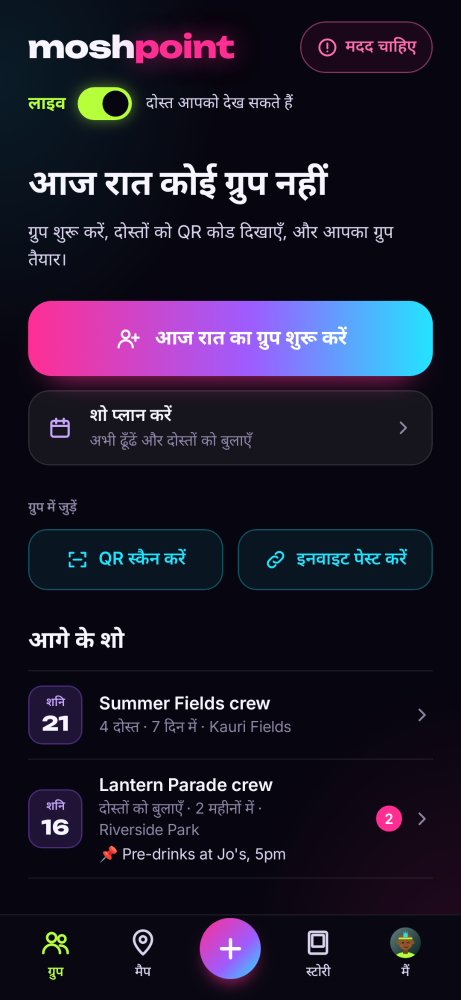 moshpoint
मदद चाहिए
लाइव
दोस्त आपको देख सकते हैं
आज रात कोई ग्रुप नहीं
ग्रुप शुरू करें, दोस्तों को QR कोड दिखाएँ, और आपका ग्रुप
तैयार।
आज रात का ग्रुप शुरू करें
शो प्लान करें
अभी ढूँढें और दोस्तों को बुलाएँ
ग्रुप में जुड़ें
QR स्कैन करें
इनवाइट पेस्ट करें
आगे के शो
शनि
21
Summer Fields crew
4 दोस्त · 7 दिन में · Kauri Fields
शनि
16
Lantern Parade crew
दोस्तों को बुलाएँ · 2 महीनों में ·
Riverside Park
📌 Pre-drinks at Jo's, 5pm
2
ग्रुप
मैप
स्टोरी
मैं